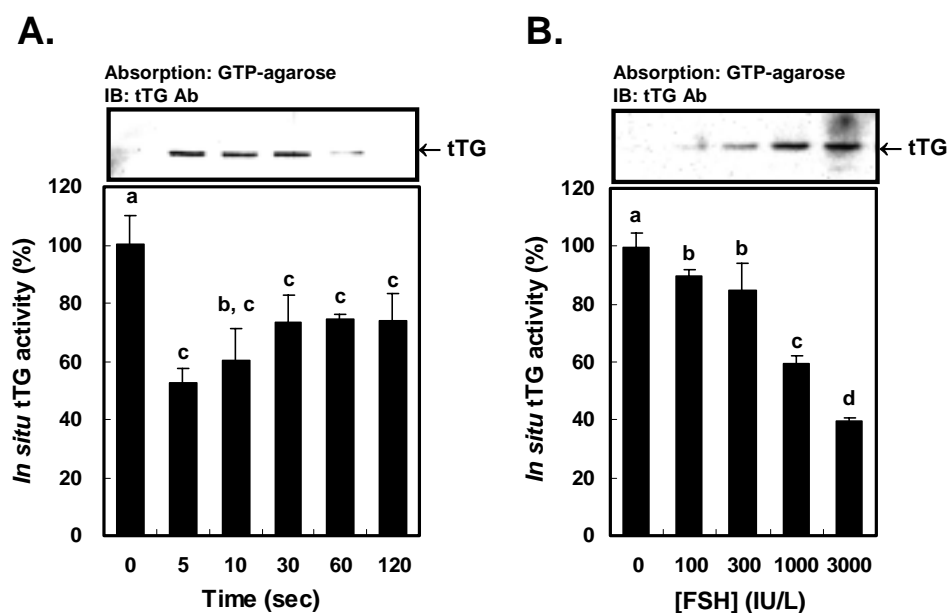 A.
Absorption: GTP-agarose
IB: tTG Ab
← tTG
In situ tTG activity (%)
120
100
80
60
40
20
0
a
c
b, c
c
c
c
0 5 10 30 60 120
Time (sec)
B.
Absorption: GTP-agarose
IB: tTG Ab
← tTG
In situ tTG activity (%)
120
100
80
60
40
20
0
a
b
b
c
d
0 100 300 1000 3000
[FSH] (IU/L)